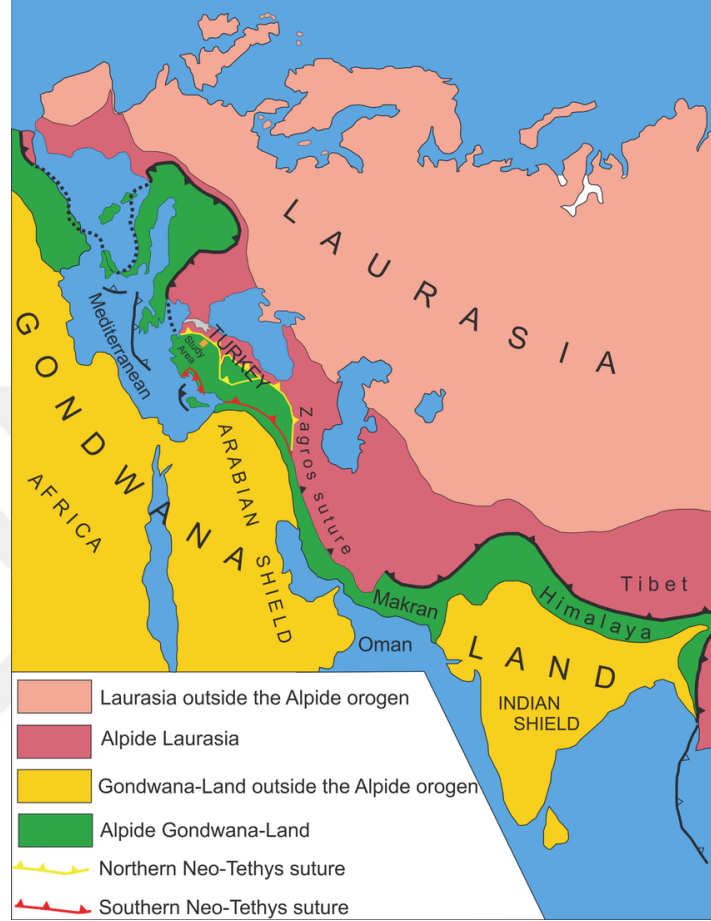 LAURASIA
Mediterranean
TURKEY
Study
Area
GONDWANA
AFRICA
ARABIAN
SHIELD
Zagros suture
Tibet
Himalaya
Makran
Oman
LAND
INDIAN
SHIELD
Laurasia outside the Alpide orogen
Alpide Laurasia
Gondwana-Land outside the Alpide orogen
Alpide Gondwana-Land
Northern Neo-Tethys suture
Southern Neo-Tethys suture